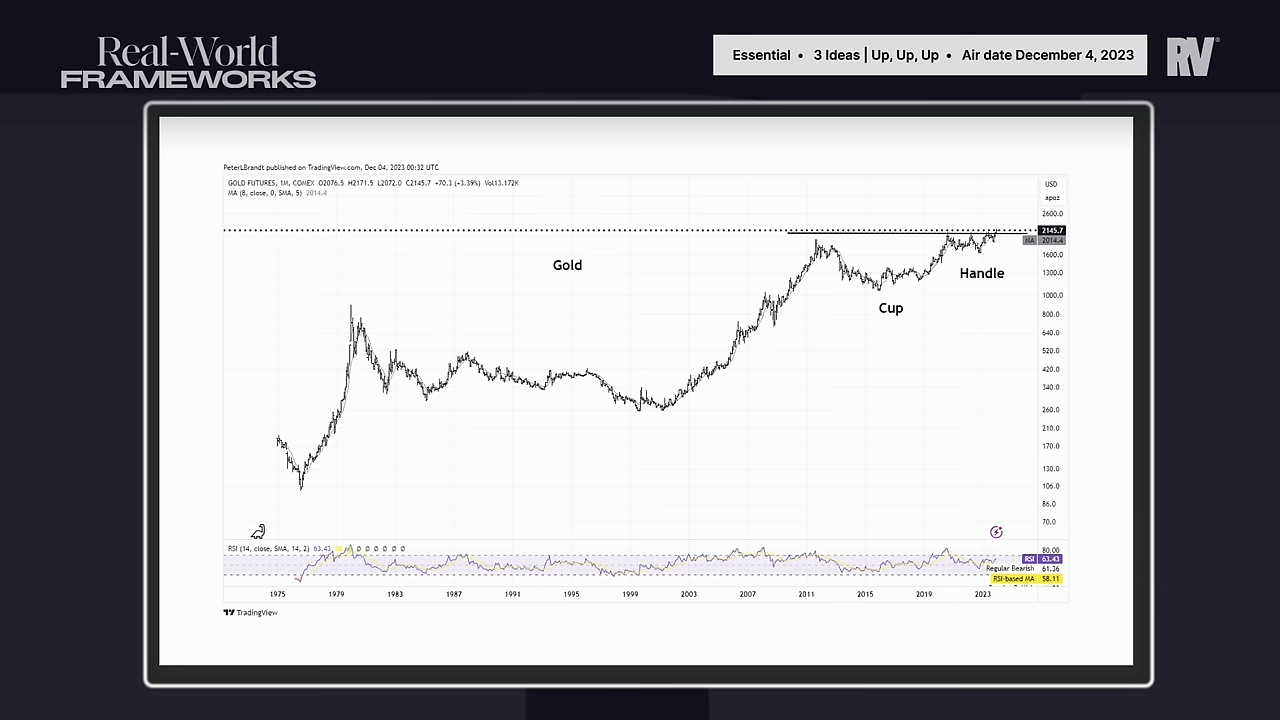 Real-World
FRAMEWORKS
Essential • 3 Ideas | Up, Up, Up • Air date December 4, 2023
RV®
PeterLBrandt published on TradingView.com, Dec 04, 2023 00:32 UTC
GOLD FUTURES, 1M, COMEX O2076.5 H2171.5 L2072.0 C2145.7 +70.3 (+3.39%) Vol13.172K
MA (8, close, 0, SMA, 5) 2014.4
USD
apoz
2600.0
2145.7
MA 2014.4
1600.0
1300.0
1000.0
800.0
640.0
520.0
420.0
340.0
260.0
210.0
170.0
130.0
106.0
86.0
70.0
Gold
Handle
Cup
RSI (14, close, SMA, 14, 2) 63.43 Ø Ø Ø Ø Ø Ø
80.00
RSI 63.43
Regular Bearish 61.36
RSI-based MA 58.11
1975 1979 1983 1987 1991 1995 1999 2003 2007 2011 2015 2019 2023
TradingView